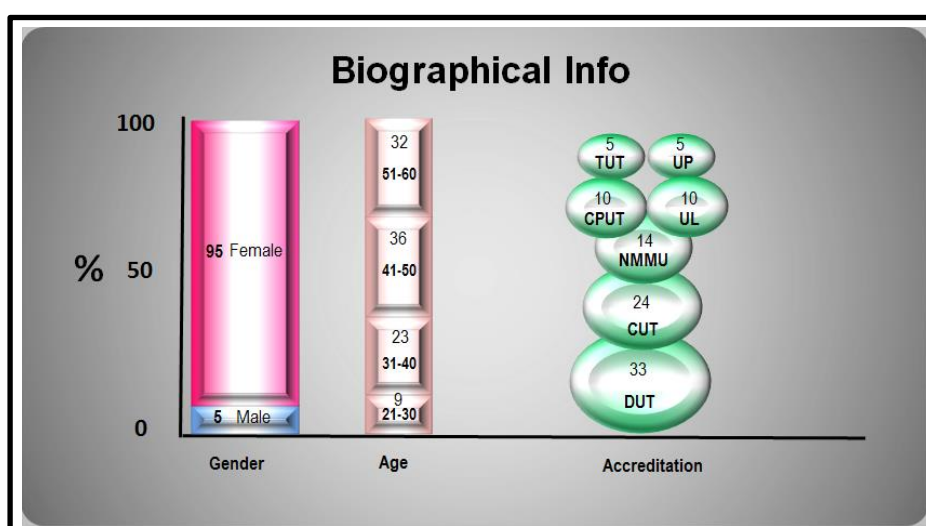 Biographical Info
%
100
50
0
95 Female
5 Male
Gender
32
51-60
36
41-50
23
31-40
9
21-30
Age
5
TUT
5
UP
10
CPUT
10
UL
14
NMMU
24
CUT
33
DUT
Accreditation